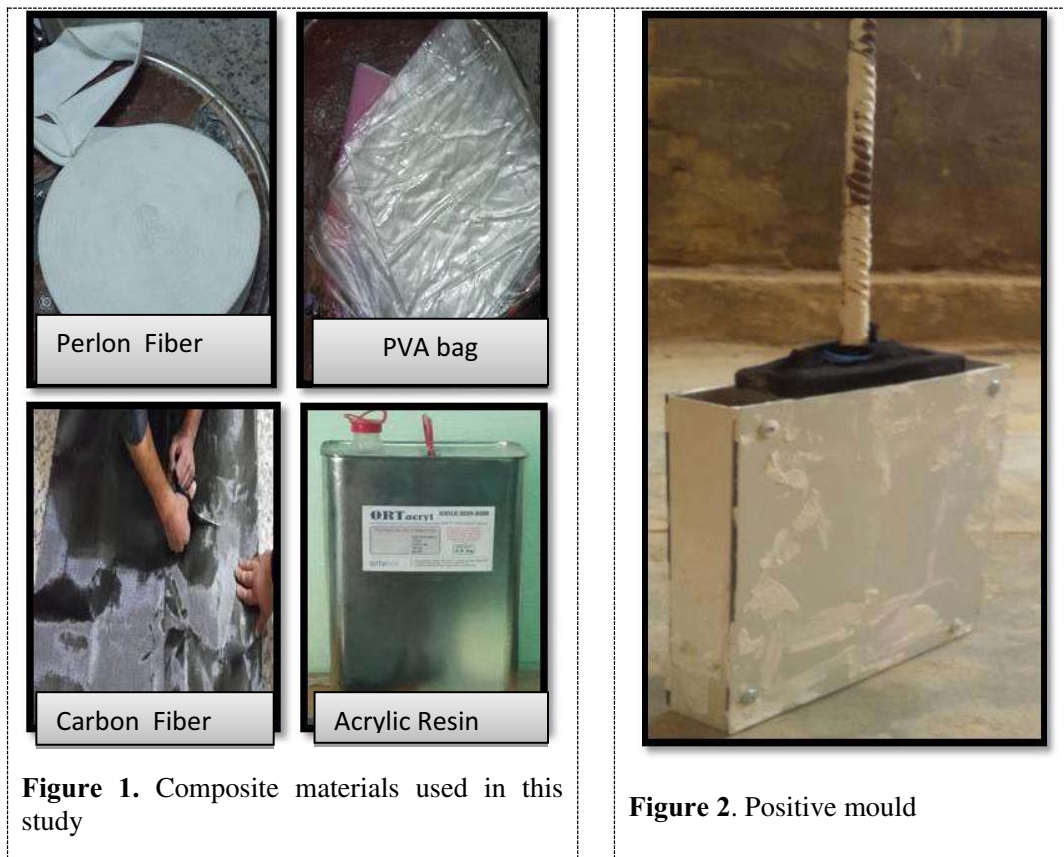 Perlon Fiber
PVA bag
Carbon Fiber
ORTacryl
Acrylic Resin
Figure 1. Composite materials used in this
study
Figure 2. Positive mould